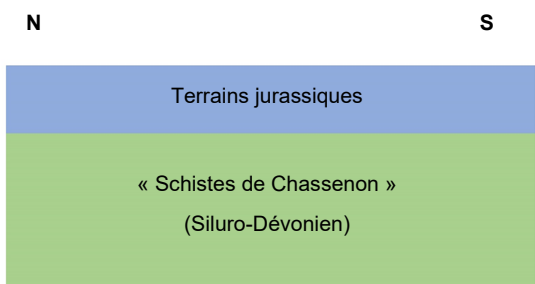 N S
Terrains jurassiques
« Schistes de Chassenon »
(Siluro-Dévonien)